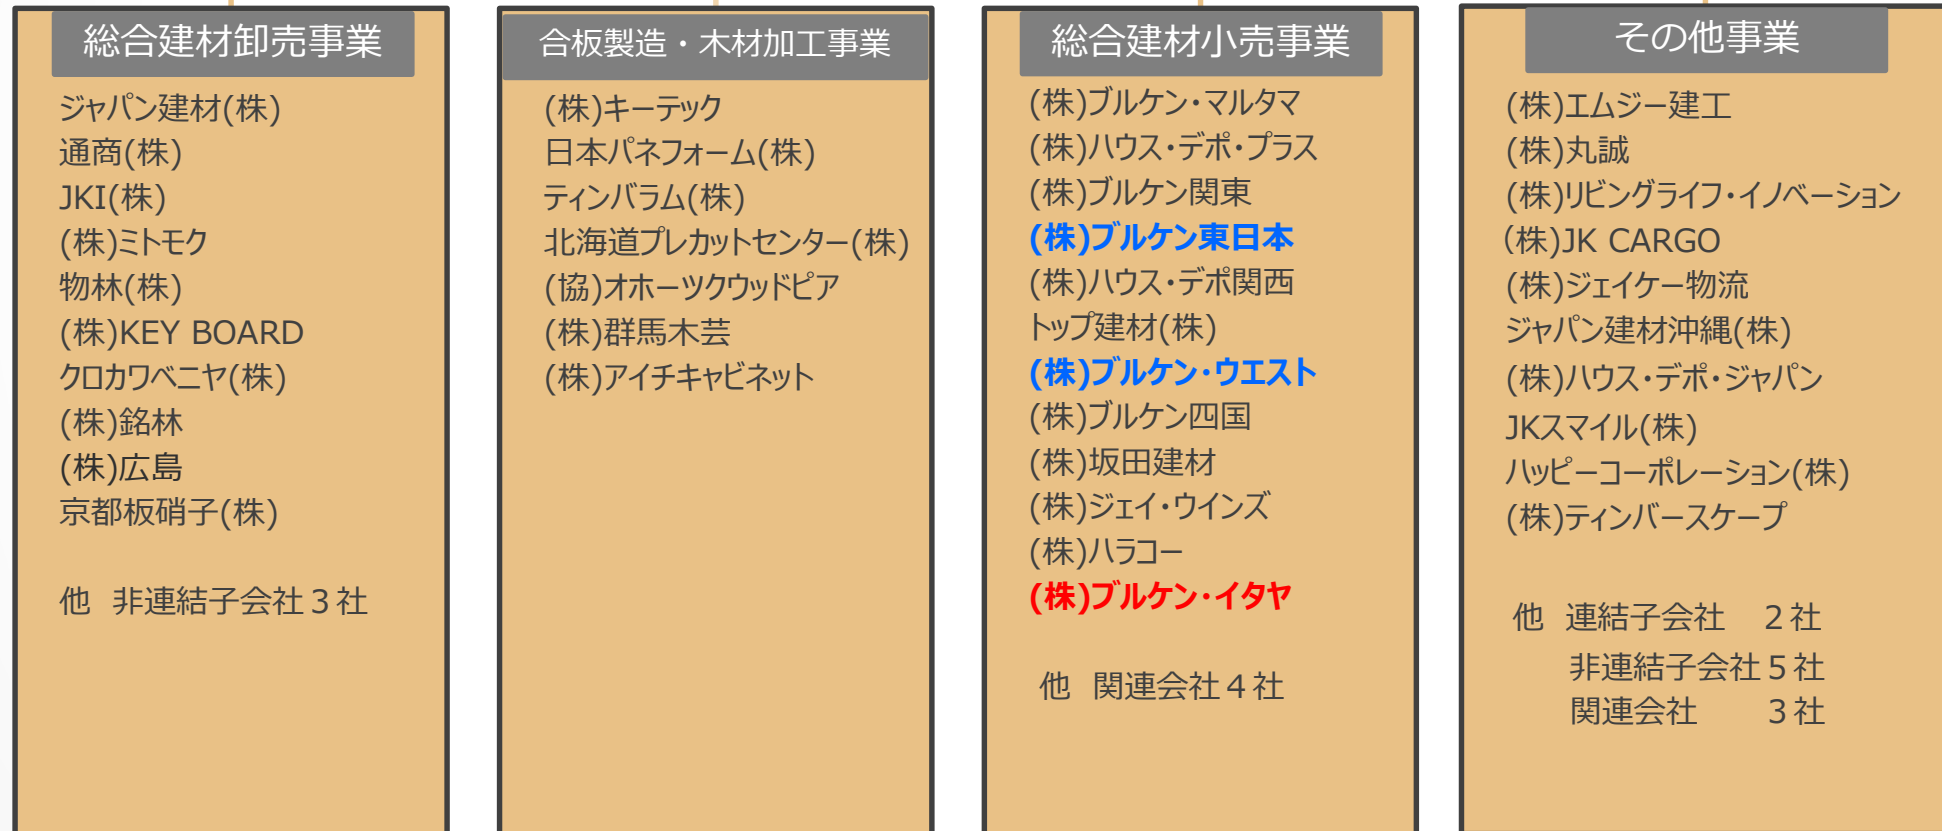 総合建材卸売事業
ジャパン建材(株)
通商(株)
JKI(株)
(株)ミトモク
物林(株)
(株)KEY BOARD
クロカワベニヤ(株)
(株)銘林
(株)広島
京都板硝子(株)
他 非連結子会社３社
合板製造・木材加工事業
(株)キーテック
日本パネフォーム(株)
ティンバラム(株)
北海道プレカットセンター(株)
(協)オホーツクウッドピア
(株)群馬木芸
(株)アイチキャビネット
総合建材小売事業
(株)ブルケン・マルタマ
(株)ハウス・デポ・プラス
(株)ブルケン関東
(株)ブルケン東日本
(株)ハウス・デポ関西
トップ建材(株)
(株)ブルケン・ウエスト
(株)ブルケン四国
(株)坂田建材
(株)ジェイ・ウインズ
(株)ハラコー
(株)ブルケン・イタヤ
他 関連会社４社
その他事業
(株)エムジー建工
(株)丸誠
(株)リビングライフ・イノベーション
(株)JK CARGO
(株)ジェイケー物流
ジャパン建材沖縄(株)
(株)ハウス・デポ・ジャパン
JKスマイル(株)
ハッピーコーポレーション(株)
(株)ティンバースケープ
他 連結子会社 ２社
非連結子会社５社
関連会社 ３社